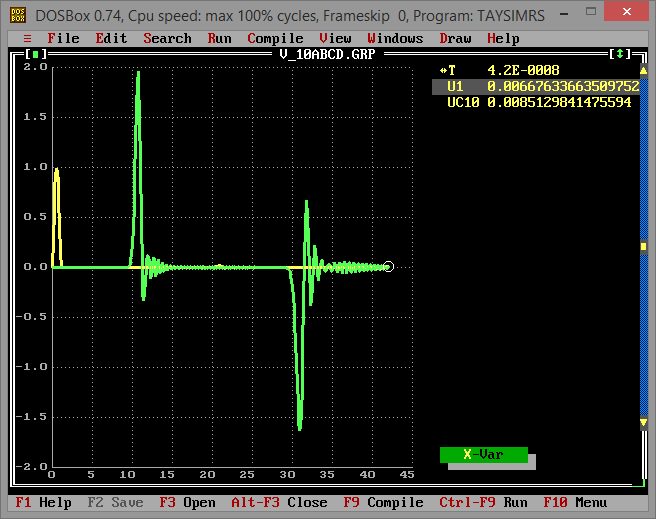 DOS
BOX
DOSBox 0.74, Cpu speed: max 100% cycles, Frameskip 0, Program: TAYSIMRS
≡ File Edit Search Run Compile View Windows Draw Help
V_10ABCD.GRP
T 4.2E-0008
U1 0.00667633663509752
UC10 0.0085129841475594
2.0
1.5
1.0
0.5
0.0
-0.5
-1.0
-1.5
-2.0
0 5 10 15 20 25 30 35 40 45
X-Var
F1 Help F2 Save F3 Open Alt-F3 Close F9 Compile Ctrl-F9 Run F10 Menu